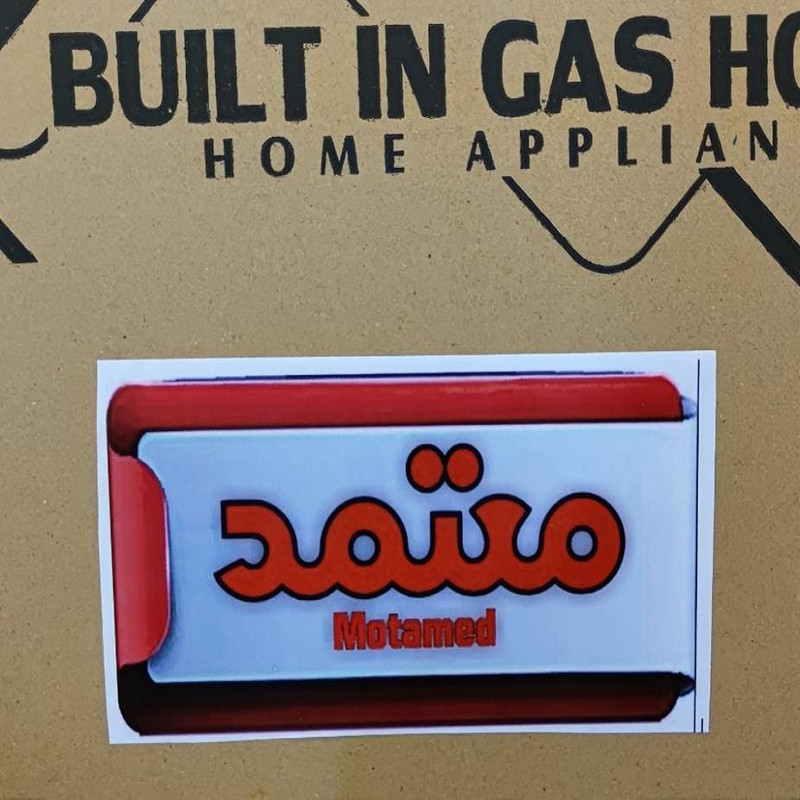 BUILT IN GAS HO
HOME APPLIAN
معتمد
Motamed